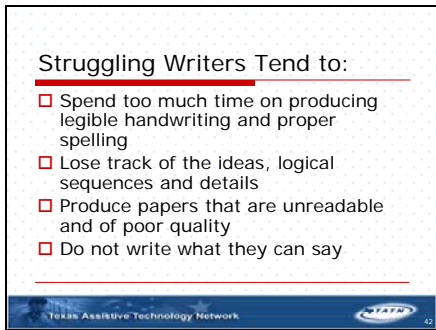 Struggling Writers Tend to:
Spend too much time on producing
legible handwriting and proper
spelling
Lose track of the ideas, logical
sequences and details
Produce papers that are unreadable
and of poor quality
Do not write what they can say
Texas Assistive Technology Network
TATN
42